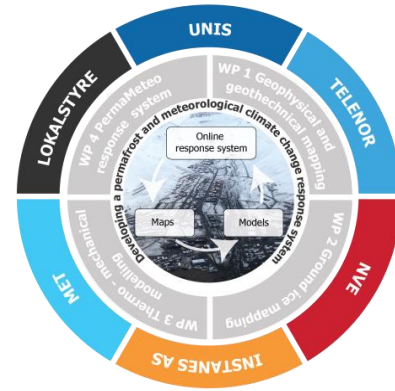 UNIS
TELENOR
NVE
INSTANES AS
MET
LOKALSTYRE
WP 1 Geophysical and
geothechnical mapping
WP 2 Ground ice mapping
WP 3 Thermo - mechanical
modelling
WP 4 PermaMeteo
response system
Developing a permafrost and meteorological climate change response system
Online
response system
Maps
Models